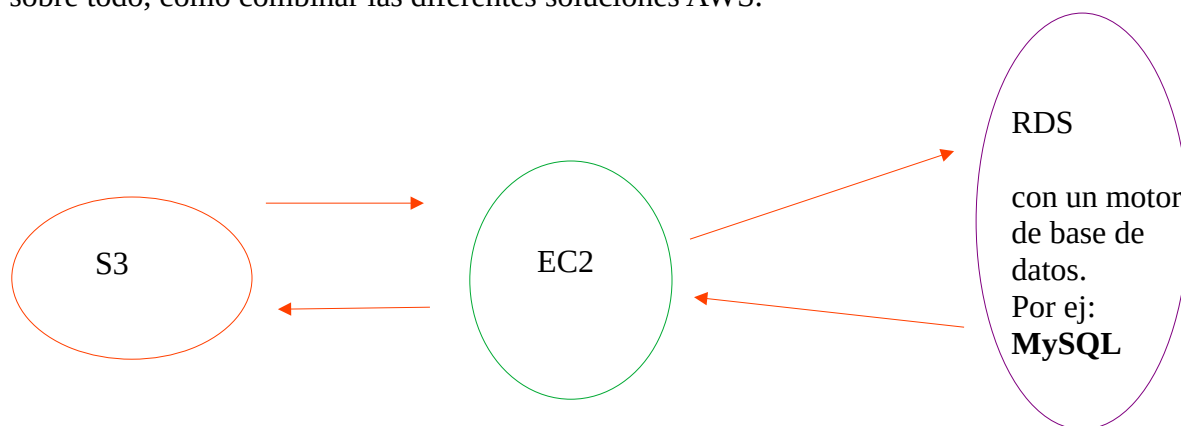 sobre todo, cómo combinar las diferentes soluciones AWS.
S3
EC2
RDS
con un motor
de base de
datos.
Por ej:
MySQL